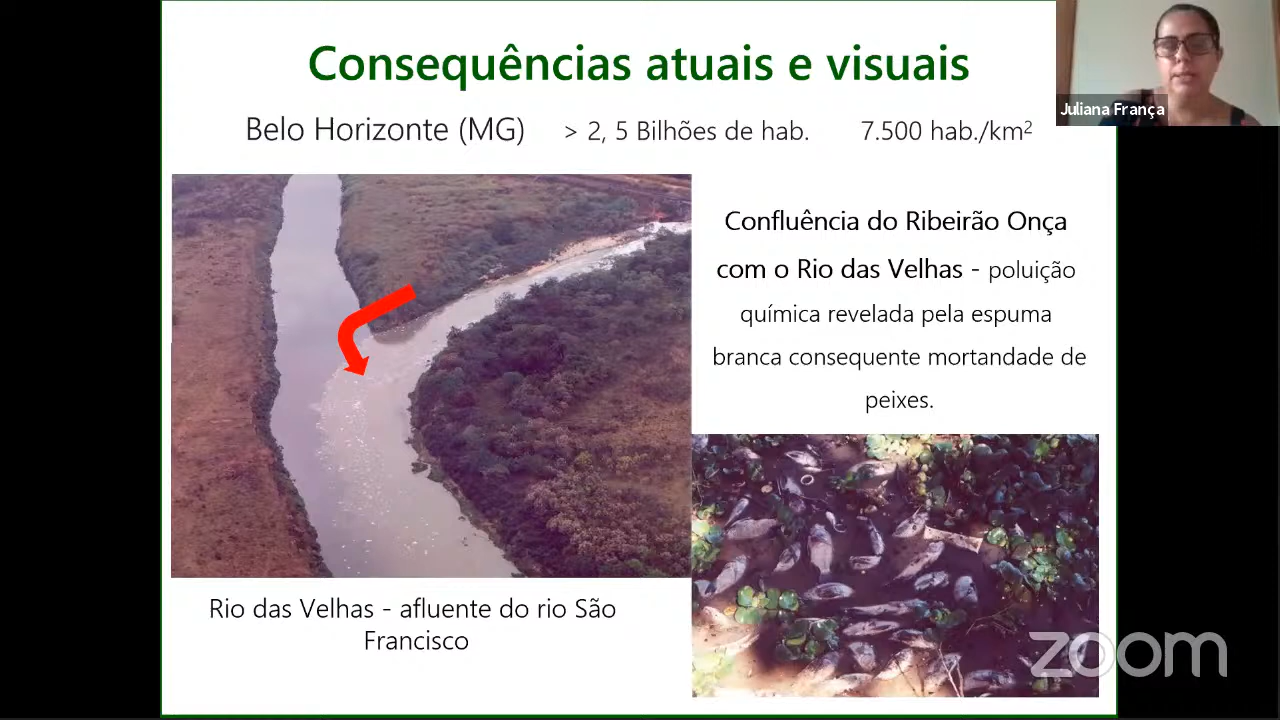 Consequências atuais e visuais
Juliana França
Belo Horizonte (MG) > 2, 5 Bilhões de hab. 7.500 hab./km²
Confluência do Ribeirão Onça
com o Rio das Velhas - poluição
química revelada pela espuma
branca consequente mortandade de
peixes.
Rio das Velhas - afluente do rio São
Francisco
zoom